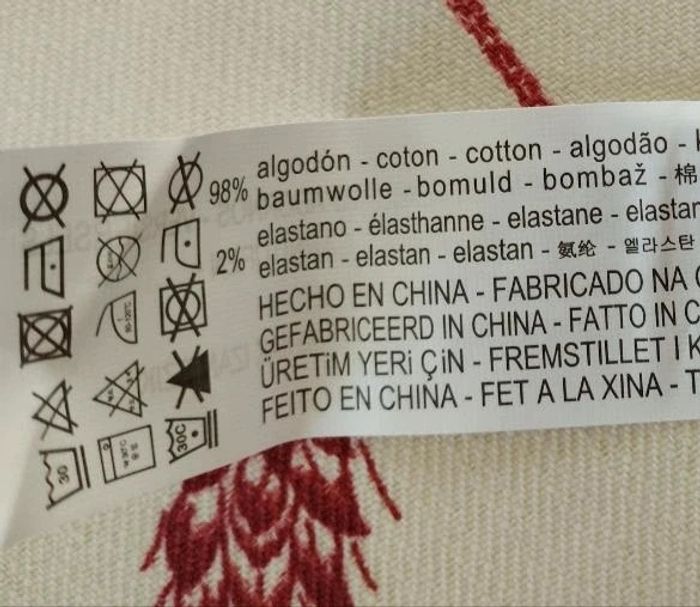 98% algodón - coton - cotton - algodão -
baumwolle - bomuld - bombaž - 棉
2% elastano - élasthanne - elastane - elastan
elastan - elastan - elastan - 氨纶 - 엘라스탄
HECHO EN CHINA - FABRICADO NA
GEFABRICEERD IN CHINA - FATTO IN C
ÜRETiM YERi ÇiN - FREMSTILLET I K
FEITO EN CHINA - FET A LA XINA - T
30
30C